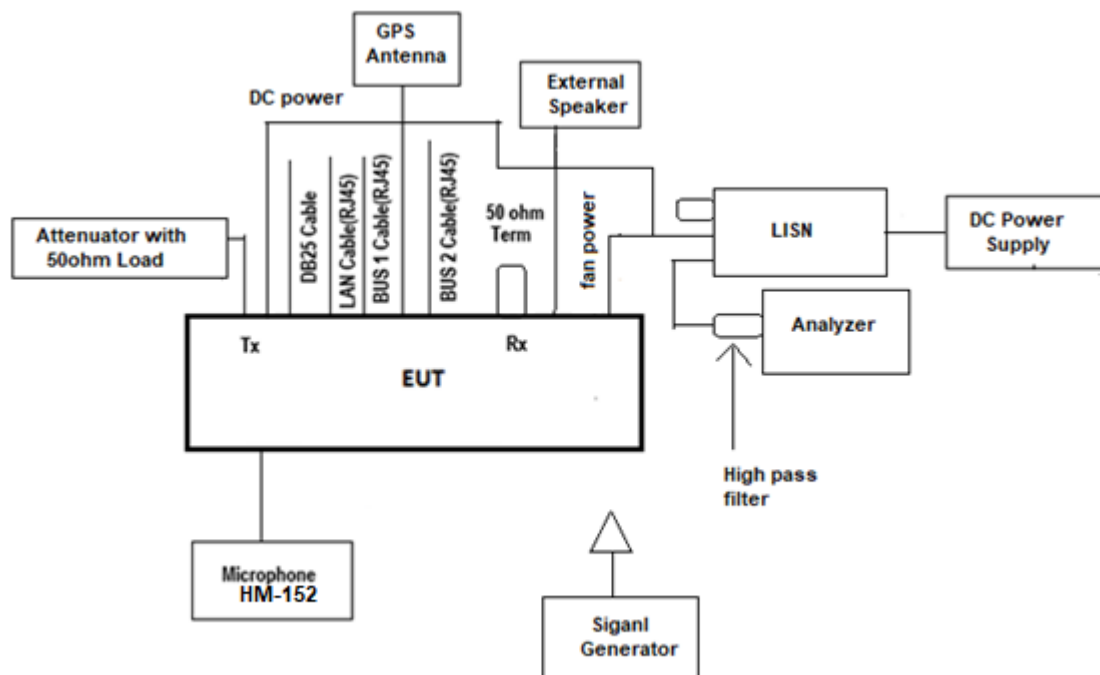 GPS
Antenna
External
Speaker
DC power
DB25 Cable
LAN Cable(RJ45)
BUS 1 Cable(RJ45)
BUS 2 Cable(RJ45)
50 ohm
Term
fan power
LISN
DC Power
Supply
Attenuator with
50ohm Load
Analyzer
Tx
Rx
EUT
High pass
filter
Microphone
HM-152
Siganl
Generator